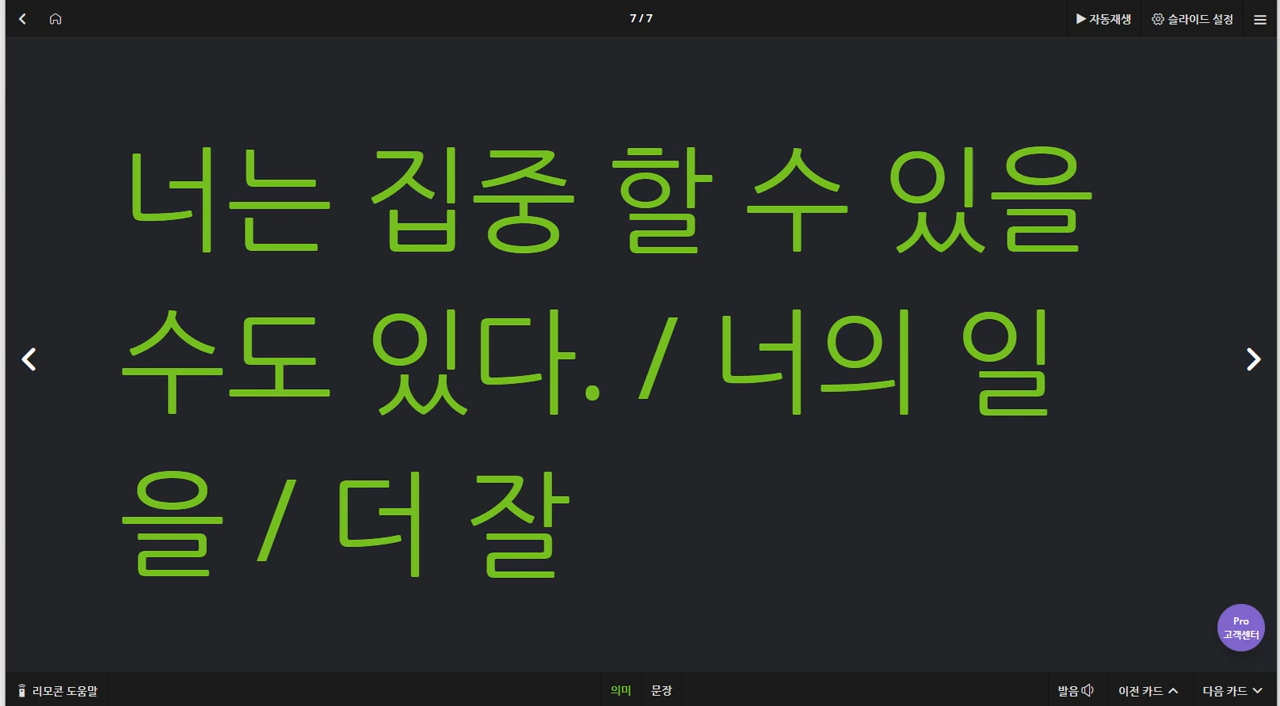 7 / 7
자동재생
슬라이드 설정
너는 집중 할 수 있을
수도 있다. / 너의 일
을 / 더 잘
Pro
고객센터
리모콘 도움말
의미
문장
발음
이전 카드
다음 카드